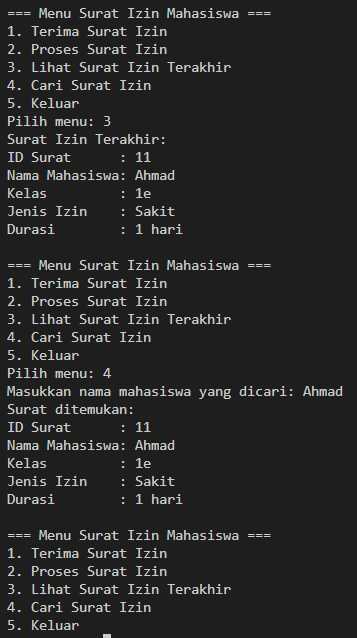 === Menu Surat Izin Mahasiswa ===
1. Terima Surat Izin
2. Proses Surat Izin
3. Lihat Surat Izin Terakhir
4. Cari Surat Izin
5. Keluar
Pilih menu: 3
Surat Izin Terakhir:
ID Surat      : 11
Nama Mahasiswa: Ahmad
Kelas         : 1e
Jenis Izin    : Sakit
Durasi        : 1 hari

=== Menu Surat Izin Mahasiswa ===
1. Terima Surat Izin
2. Proses Surat Izin
3. Lihat Surat Izin Terakhir
4. Cari Surat Izin
5. Keluar
Pilih menu: 4
Masukkan nama mahasiswa yang dicari: Ahmad
Surat ditemukan:
ID Surat      : 11
Nama Mahasiswa: Ahmad
Kelas         : 1e
Jenis Izin    : Sakit
Durasi        : 1 hari

=== Menu Surat Izin Mahasiswa ===
1. Terima Surat Izin
2. Proses Surat Izin
3. Lihat Surat Izin Terakhir
4. Cari Surat Izin
5. Keluar